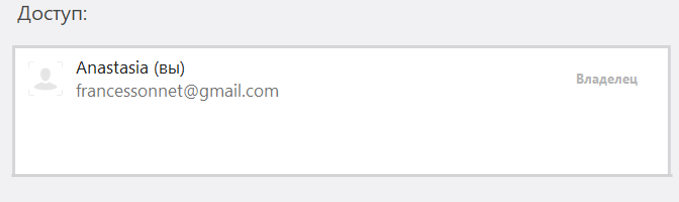 Доступ:
Anastasia (вы)
francessonnet@gmail.com
Владелец